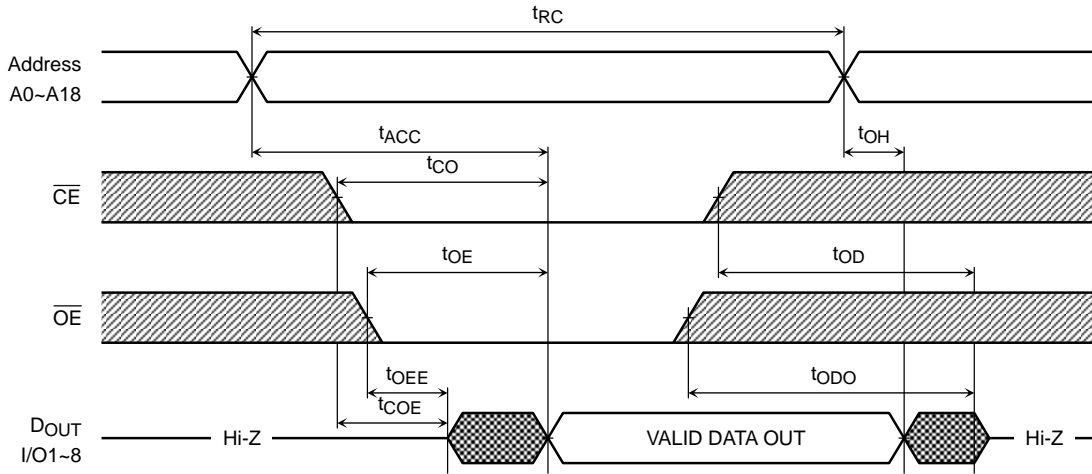 tRC
Address
A0~A18
tACC
tOH
tCO
CE
tOE
tOD
OE
tOEE
tODO
tCOE
DOUT
I/O1~8
Hi-Z
VALID DATA OUT
Hi-Z